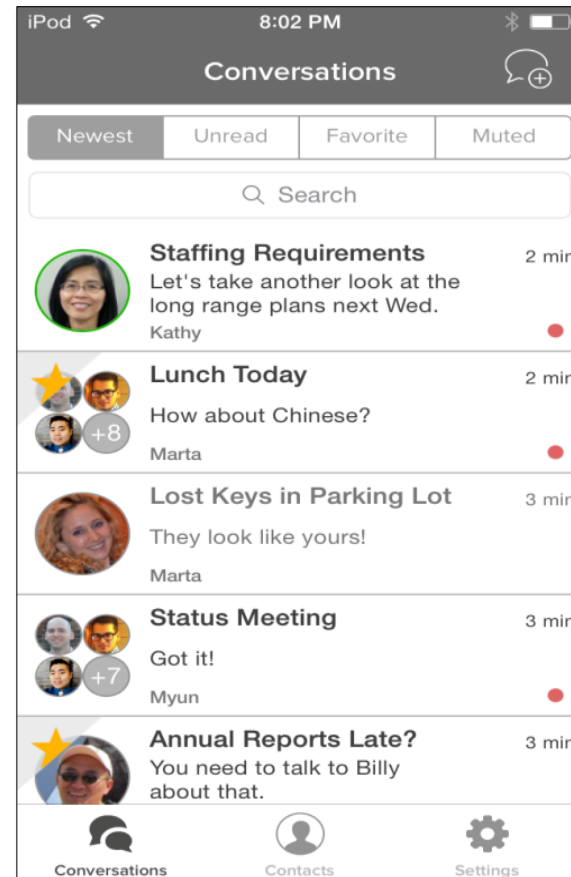 iPod 8:02 PM
Conversations
Newest Unread Favorite Muted
Search
Staffing Requirements 2 min
Let's take another look at the
long range plans next Wed.
Kathy
Lunch Today 2 min
How about Chinese?
+8
Marta
Lost Keys in Parking Lot 3 min
They look like yours!
Marta
Status Meeting 3 min
Got it!
+7
Myun
Annual Reports Late? 3 min
You need to talk to Billy
about that.
Conversations Contacts Settings